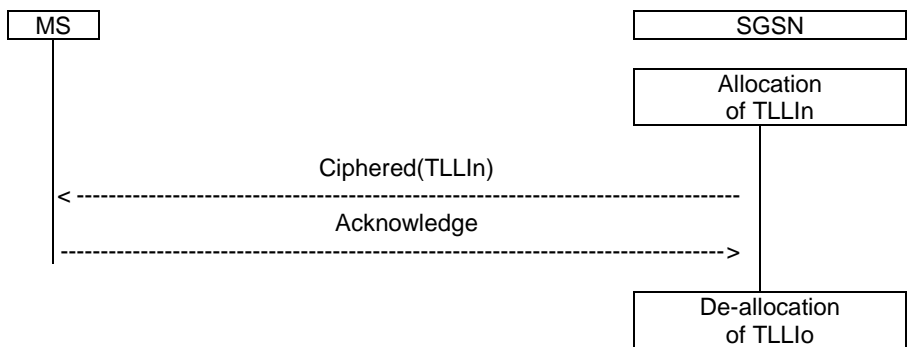 MS
SGSN
Allocation
of TLLIn
Ciphered(TLLIn)
Acknowledge
De-allocation
of TLLIo